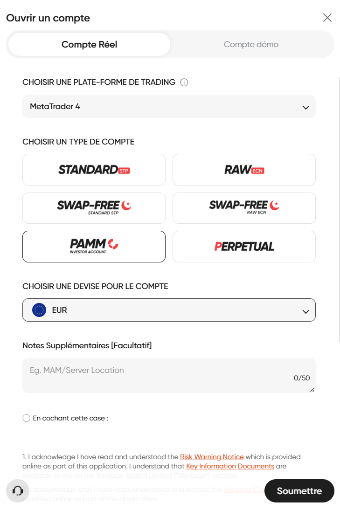 Ouvrir un compte
Compte Réel
Compte démo
CHOISIR UNE PLATE-FORME DE TRADING
MetaTrader 4
CHOISIR UN TYPE DE COMPTE
STANDARD STP
RAW ECN
SWAP-FREE
STANDARD STP
SWAP-FREE
RAW ECN
PAMM
INVESTOR ACCOUNT
PERPETUAL
CHOISIR UNE DEVISE POUR LE COMPTE
EUR
Notes Supplémentaires [Facultatif]
Eg. MAM/Server Location
0/50
En cochant cette case :
1. I acknowledge I have read and understood the Risk Warning Notice which is provided
online as part of this application. I understand that Key Information Documents are
Soumettre